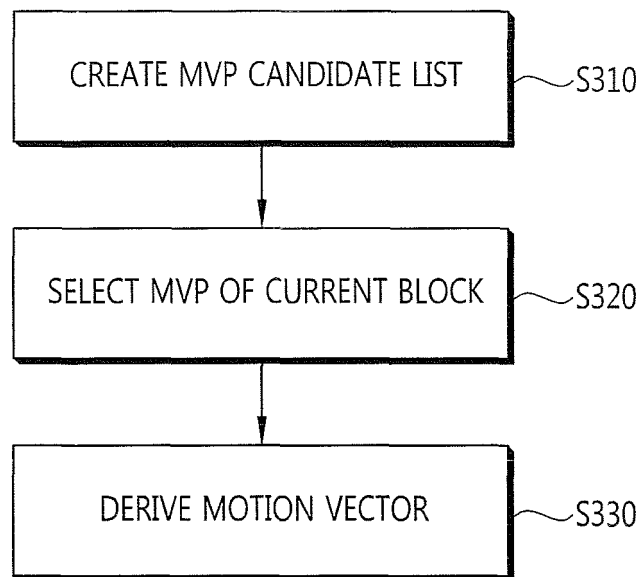 CREATE MVP CANDIDATE LIST
S310
SELECT MVP OF CURRENT BLOCK
S320
DERIVE MOTION VECTOR
S330